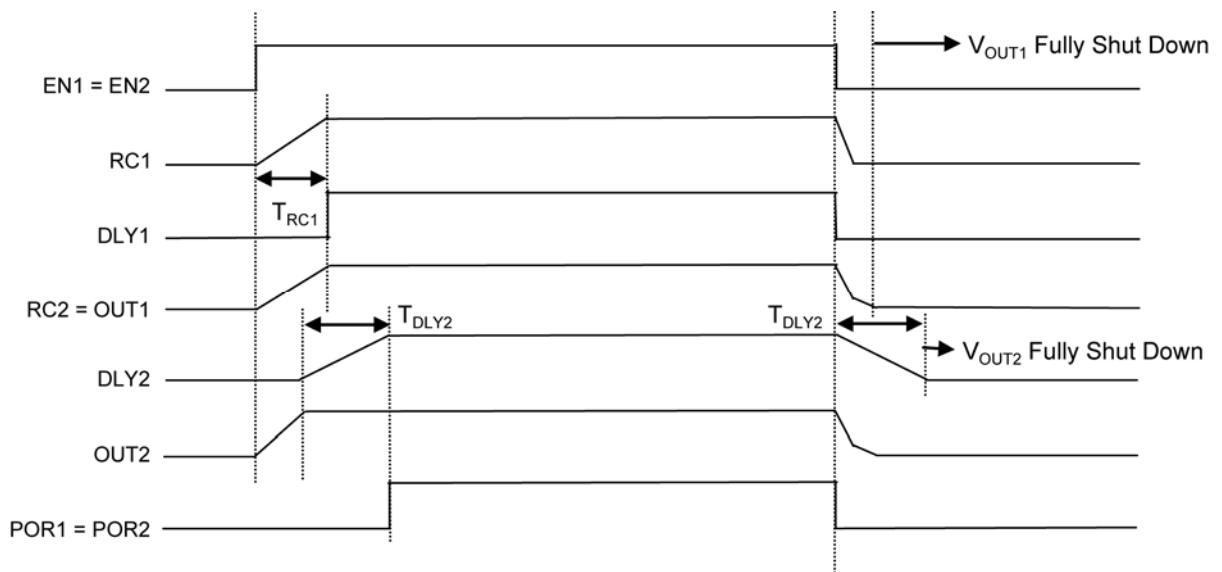 V_OUT1 Fully Shut Down
EN1 = EN2
RC1
T_RC1
DLY1
RC2 = OUT1
T_DLY2
T_DLY2
V_OUT2 Fully Shut Down
DLY2
OUT2
POR1 = POR2